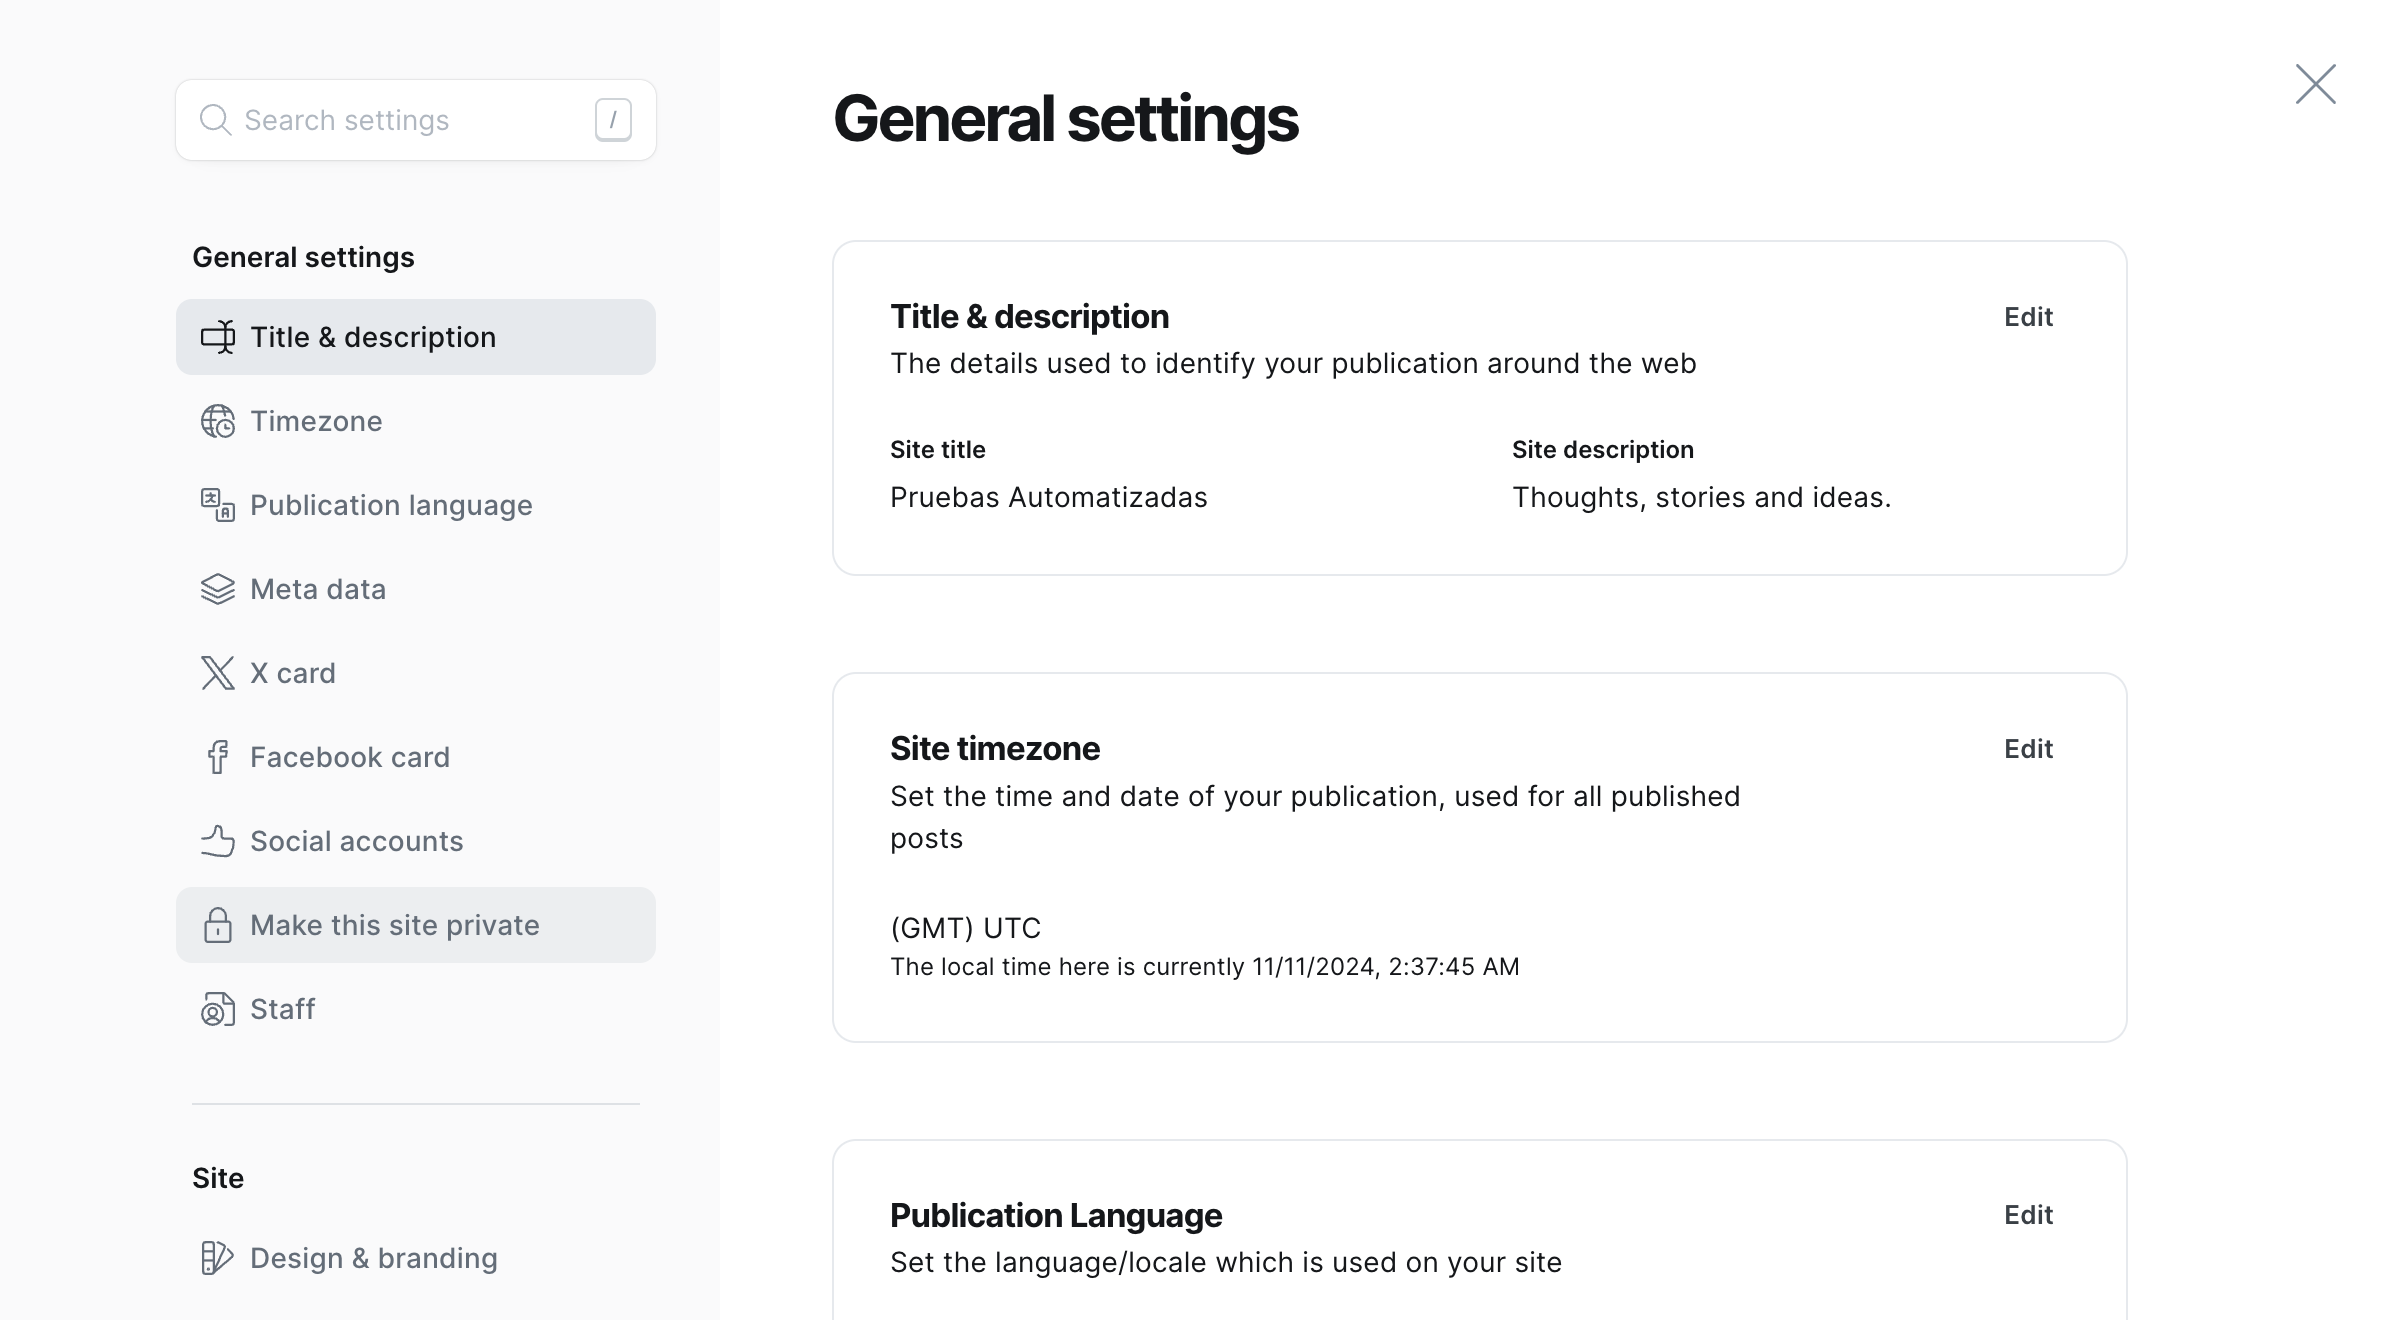 Search settings
/
General settings
Title & description
Timezone
Publication language
Meta data
X card
Facebook card
Social accounts
Make this site private
Staff
Site
Design & branding
General settings
Title & description
Edit
The details used to identify your publication around the web
Site title
Pruebas Automatizadas
Site description
Thoughts, stories and ideas.
Site timezone
Edit
Set the time and date of your publication, used for all published
posts
(GMT) UTC
The local time here is currently 11/11/2024, 2:37:45 AM
Publication Language
Edit
Set the language/locale which is used on your site